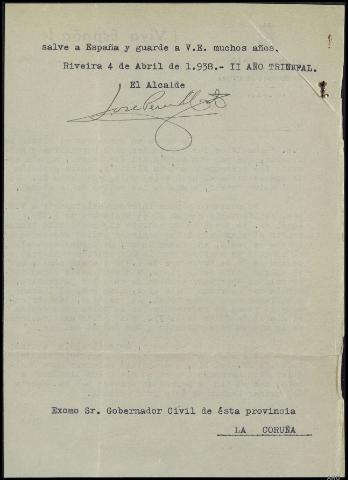 salve a España y guarde a V.E. muchos años.
Riveira 4 de Abril de 1.938.- II AÑO TRIUNFAL.
El Alcalde
Excmo Sr. Gobernador Civil de ésta provincia
LA CORUÑA